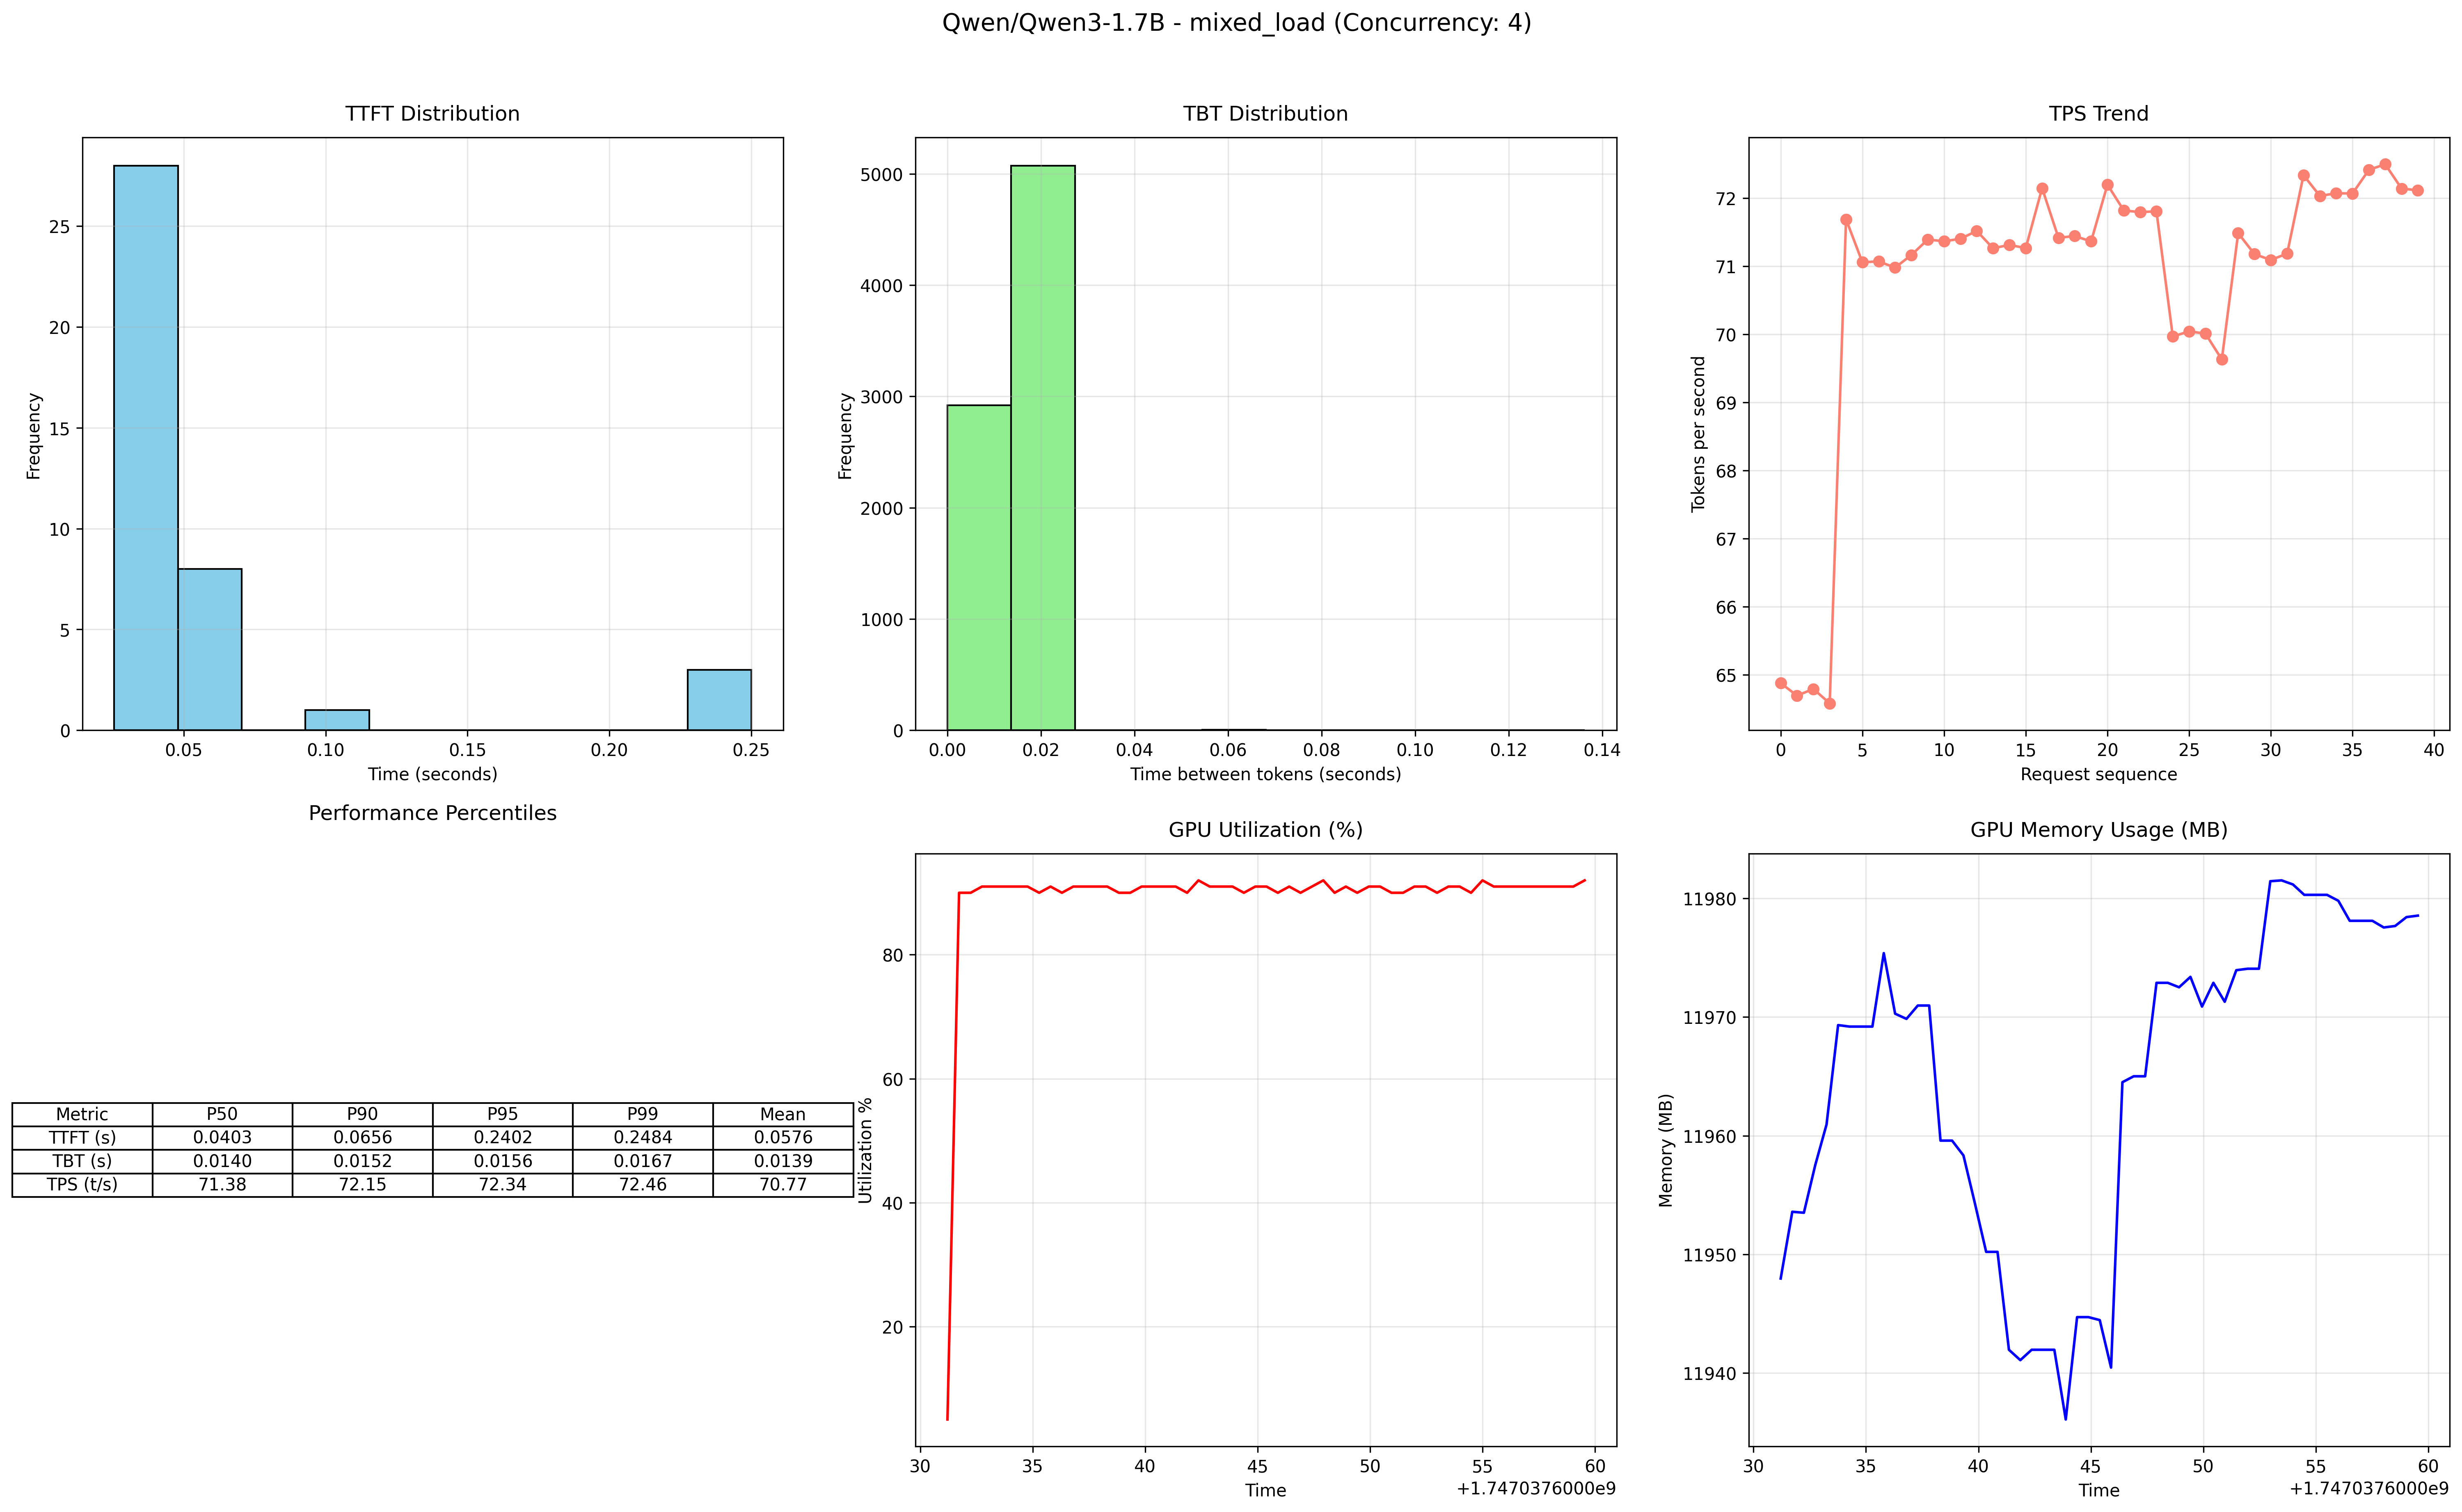 Qwen/Qwen3-1.7B - mixed_load (Concurrency: 4)
TTFT Distribution
Frequency
25
20
15
10
5
0
0.05 0.10 0.15 0.20 0.25
Time (seconds)
TBT Distribution
Frequency
5000
4000
3000
2000
1000
0
0.00 0.02 0.04 0.06 0.08 0.10 0.12 0.14
Time between tokens (seconds)
TPS Trend
Tokens per second
72
71
70
69
68
67
66
65
0 5 10 15 20 25 30 35 40
Request sequence
Performance Percentiles
Metric P50 P90 P95 P99 Mean
TTFT (s) 0.0403 0.0656 0.2402 0.2484 0.0576
TBT (s) 0.0140 0.0152 0.0156 0.0167 0.0139
TPS (t/s) 71.38 72.15 72.34 72.46 70.77
GPU Utilization (%)
Utilization %
80
60
40
20
30 35 40 45 50 55 60
Time
+1.7470376000e9
GPU Memory Usage (MB)
Memory (MB)
11980
11970
11960
11950
11940
30 35 40 45 50 55 60
Time
+1.7470376000e9